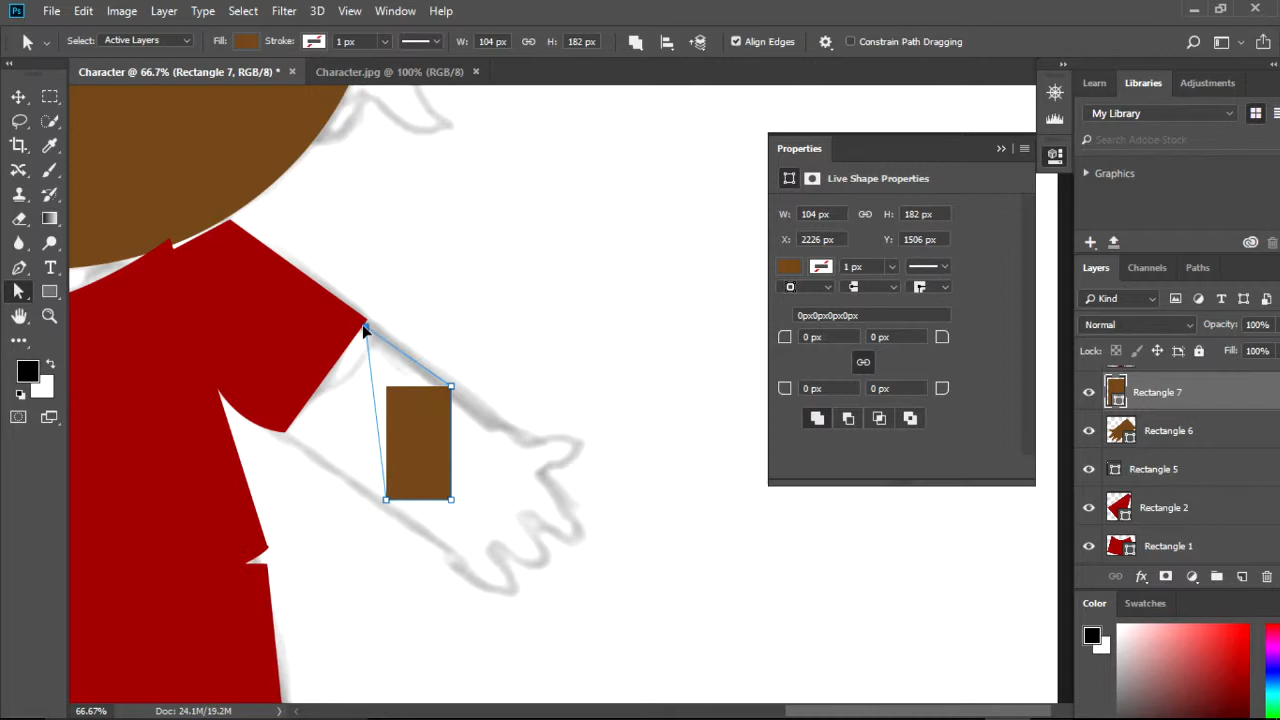 Ps File Edit Image Layer Type Select Filter 3D View Window Help
Select: Active Layers Fill: Stroke: 1 px W: 104 px H: 182 px Align Edges Constrain Path Dragging
Character @ 66.7% (Rectangle 7, RGB/8) * × Character.jpg @ 100% (RGB/8) ×
Learn Libraries Adjustments
My Library
Search Adobe Stock
Graphics
Properties
Live Shape Properties
W: 104 px H: 182 px
X: 2226 px Y: 1506 px
1 px
0px0px0px0px
0 px 0 px
0 px 0 px
Layers Channels Paths
Kind
Normal Opacity: 100%
Lock: Fill: 100%
Rectangle 7
Rectangle 6
Rectangle 5
Rectangle 2
Rectangle 1
Color Swatches
66.67% Doc: 24.1M/19.2M